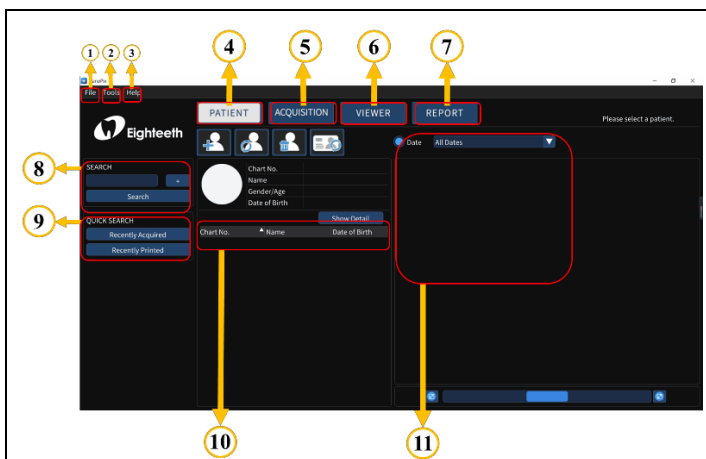 4 5 6 7
1 2 3
File Tools Help
PATIENT ACQUISITION VIEWER REPORT
Please select a patient.
Eighteeth
Date All Dates
8
SEARCH
+
Search
Chart No.
Name
Gender/Age
Date of Birth
Show Detail
9
QUICK SEARCH
Recently Acquired
Recently Printed
Chart No. Name Date of Birth
10 11